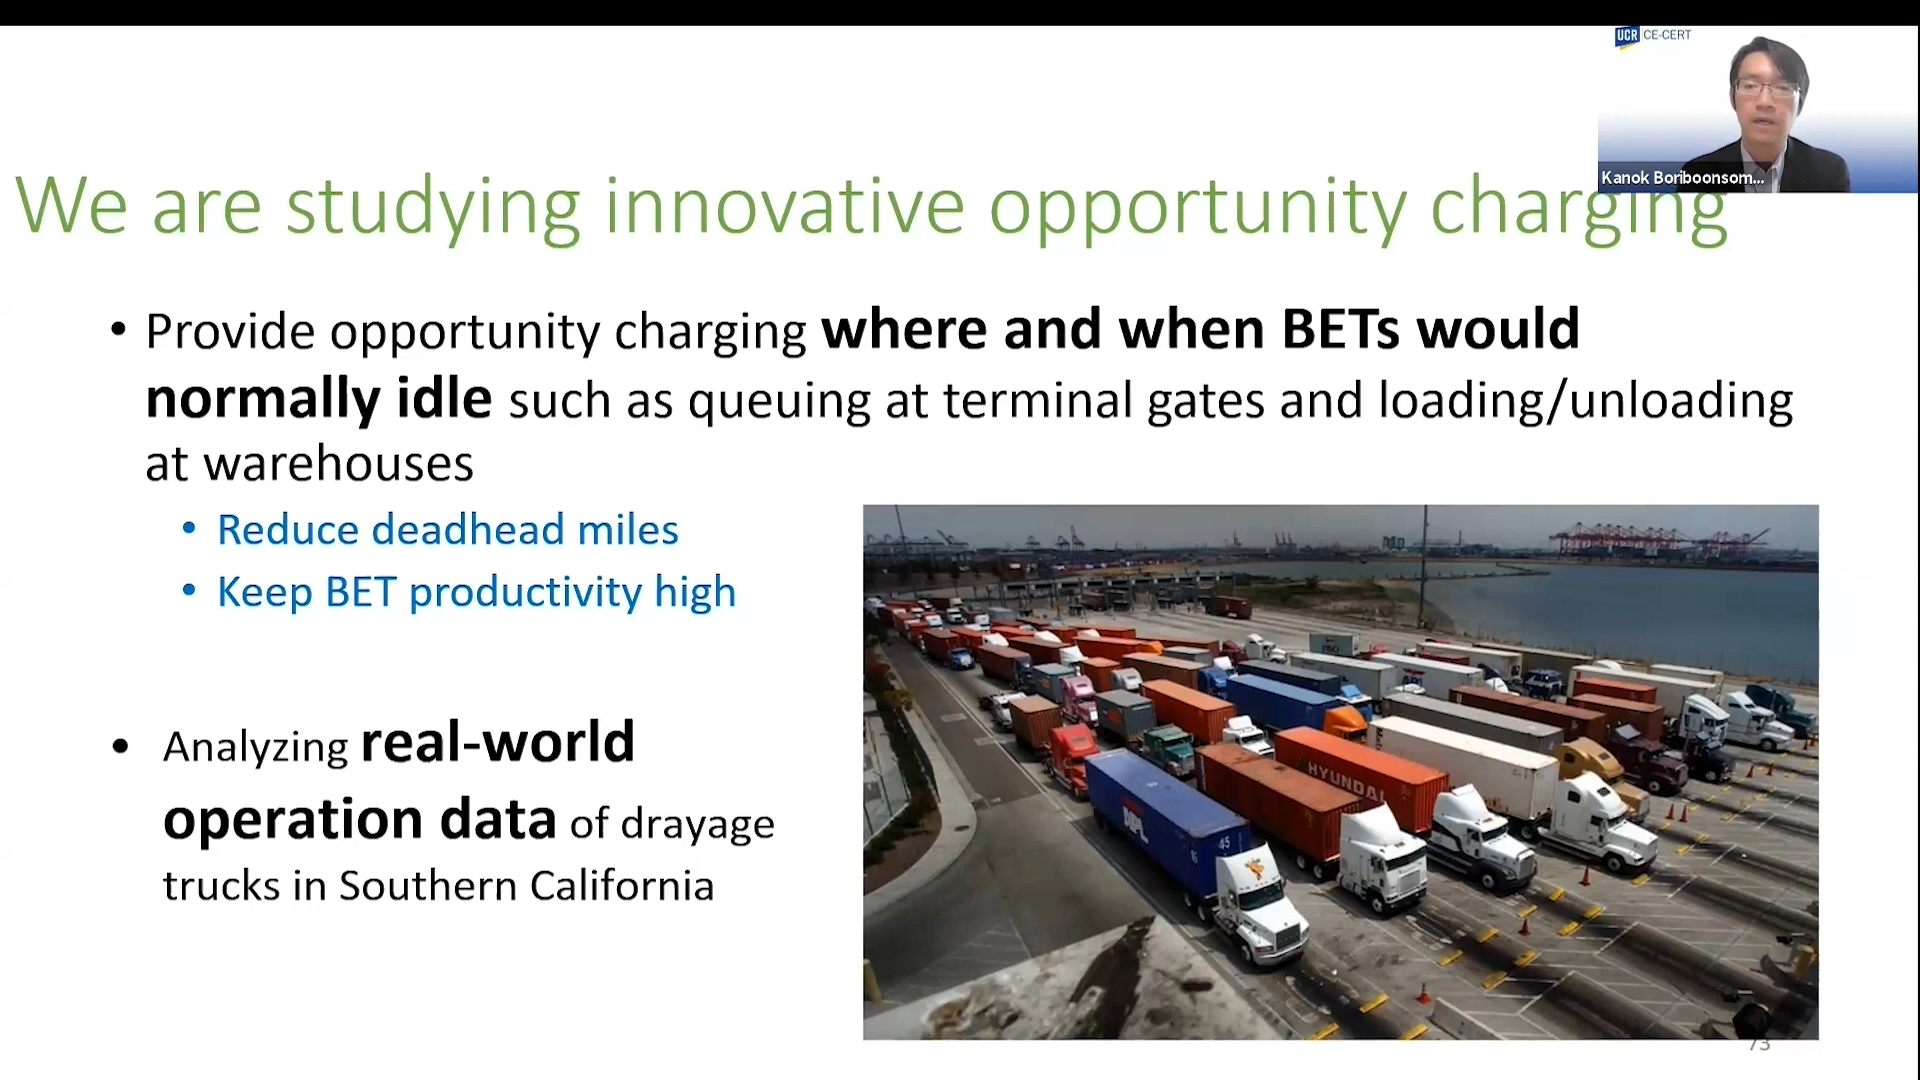 UCR CE-CERT
Kanok Boriboonsom...
We are studying innovative opportunity charging
• Provide opportunity charging where and when BETs would
normally idle such as queuing at terminal gates and loading/unloading
at warehouses
• Reduce deadhead miles
• Keep BET productivity high
• Analyzing real-world
operation data of drayage
trucks in Southern California
HYUNDAI
APL
45
73